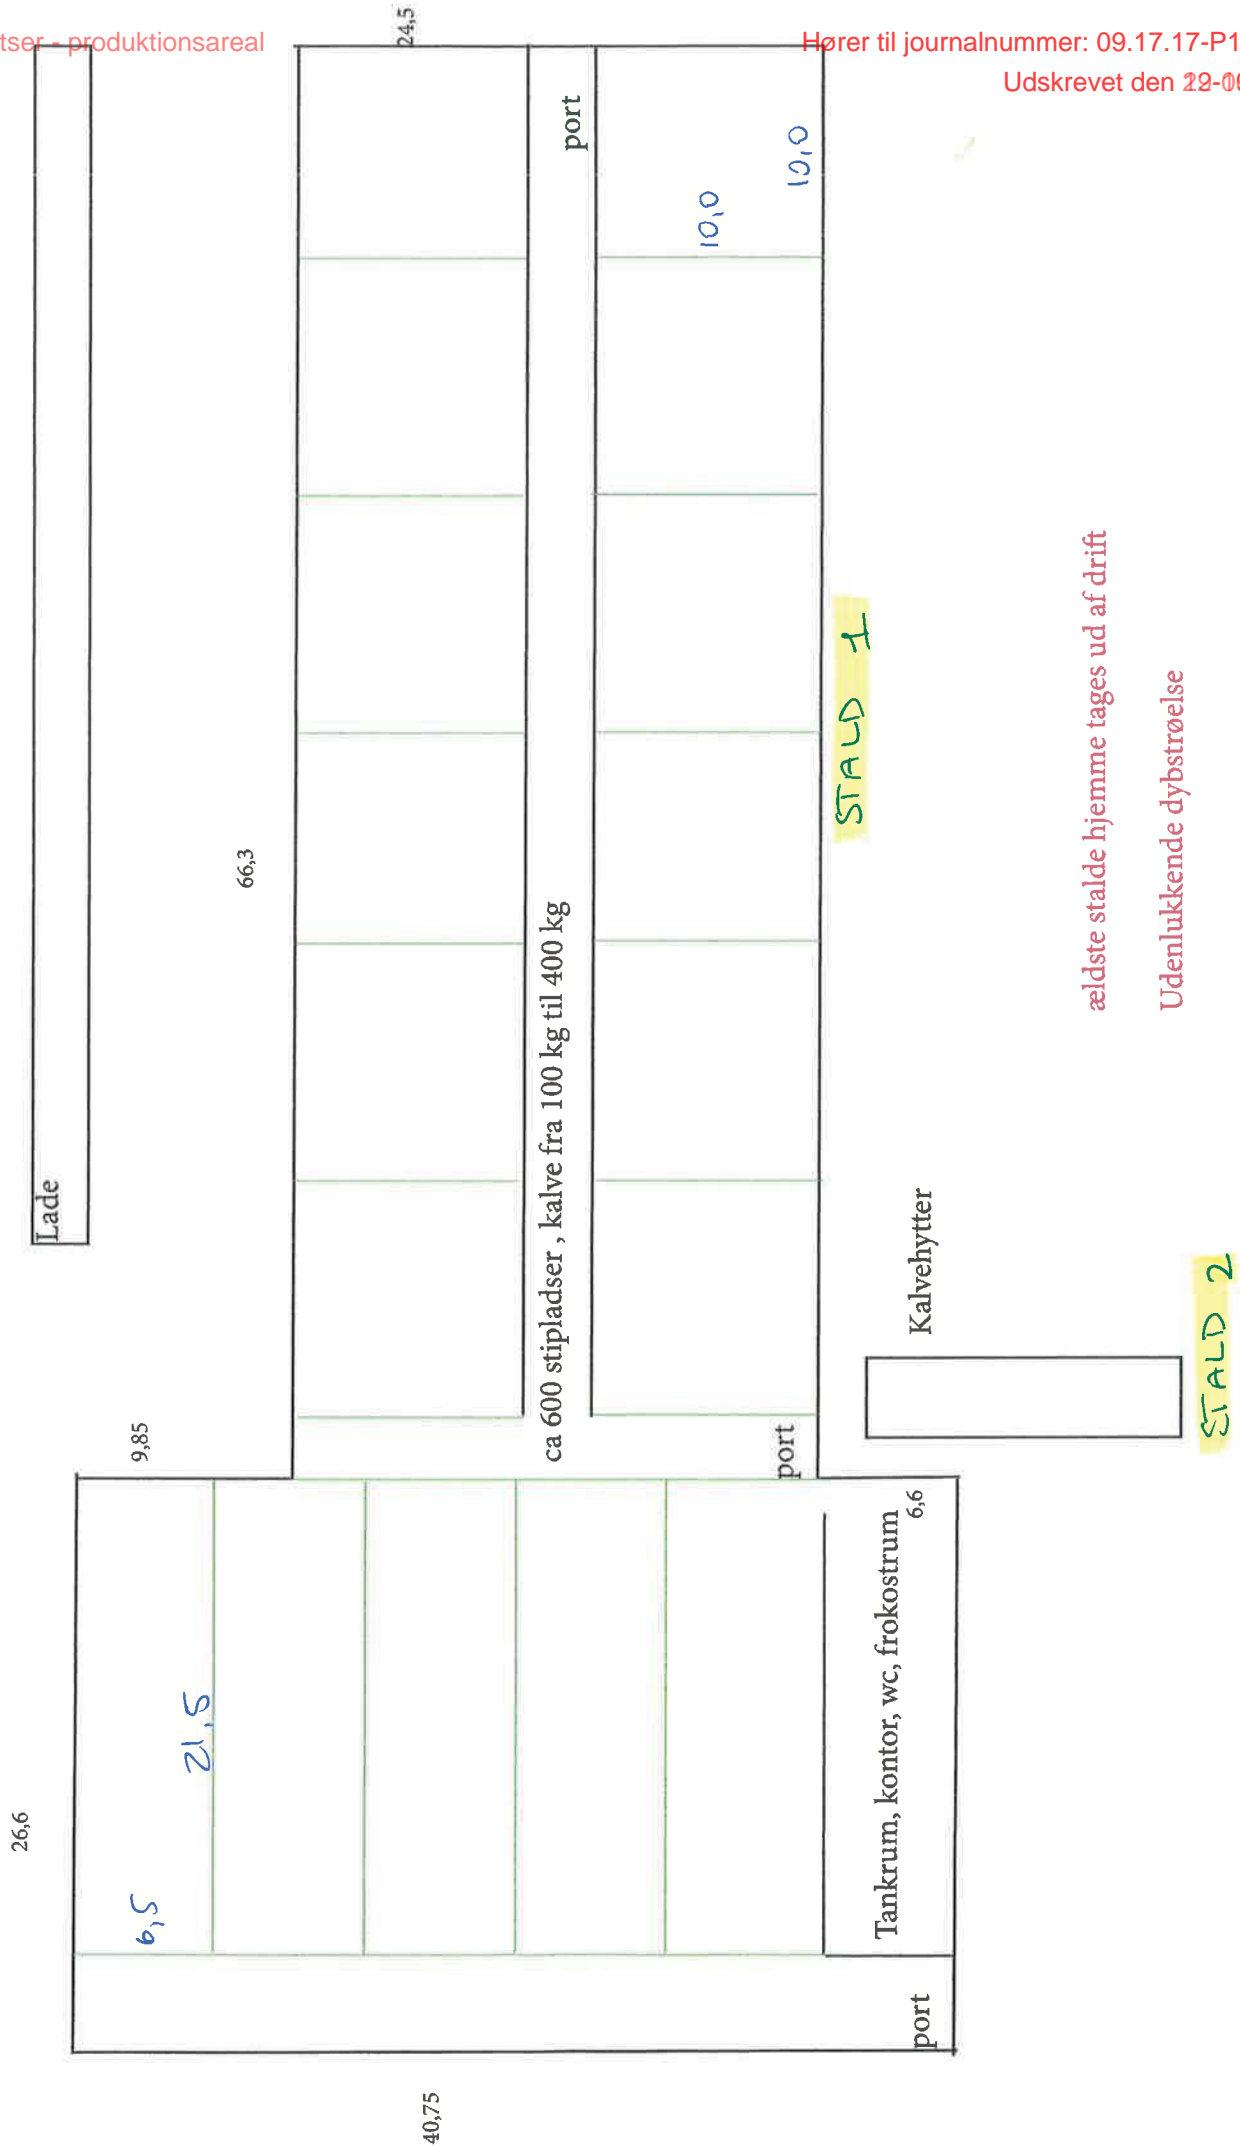 tser - produktionsareal
Hører til journalnummer: 09.17.17-P1
Udskrevet den
24,5
port
10,0
10,0
Lade
66,3
STALD 1
ca 600 stipladser , kalve fra 100 kg til 400 kg
ældste stalde hjemme tages ud af drift
Udenlukkende dybstrøelse
Kalvehytter
STALD 2
9,85
port
6,6
Tankrum, kontor, wc, frokostrum
21,5
6,5
26,6
port
40,75